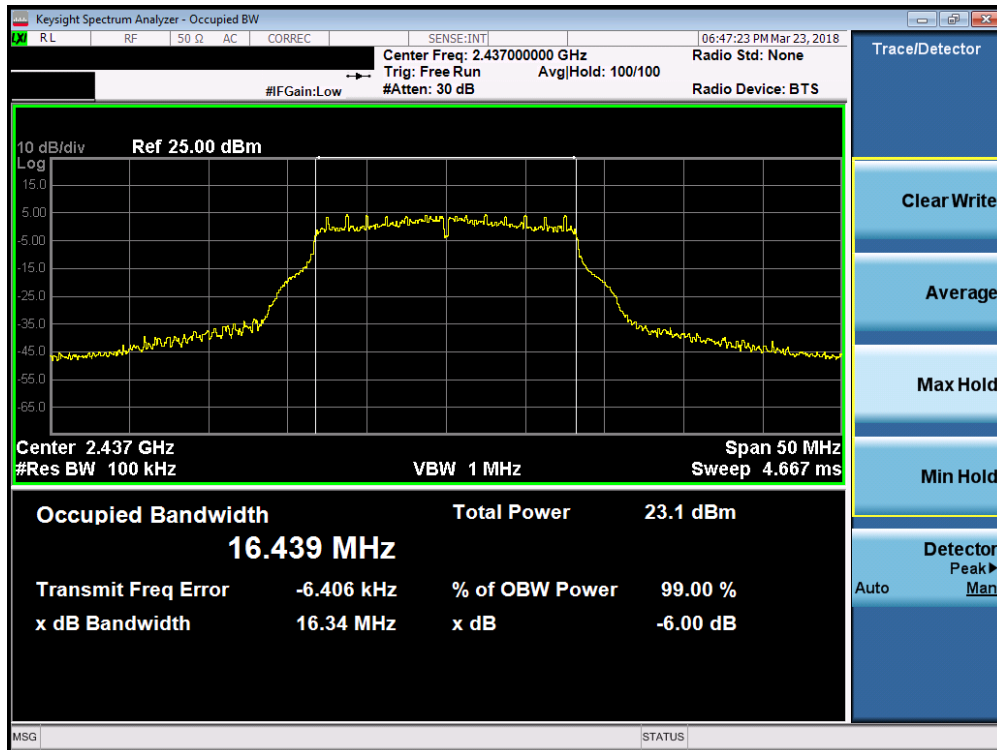 Keysight Spectrum Analyzer - Occupied BW
LXI RL RF 50 Ω AC CORREC SENSE:INT 06:47:23 PM Mar 23, 2018
Center Freq: 2.437000000 GHz Radio Std: None
Trig: Free Run Avg|Hold: 100/100
#IFGain:Low #Atten: 30 dB Radio Device: BTS
Trace/Detector
10 dB/div Ref 25.00 dBm
Log
15.0
5.00
-5.00
-15.0
-25.0
-35.0
-45.0
-55.0
-65.0
Center 2.437 GHz Span 50 MHz
#Res BW 100 kHz VBW 1 MHz Sweep 4.667 ms
Occupied Bandwidth Total Power 23.1 dBm
16.439 MHz
Transmit Freq Error -6.406 kHz % of OBW Power 99.00 %
x dB Bandwidth 16.34 MHz x dB -6.00 dB
Clear Write
Average
Max Hold
Min Hold
Detector
Peak▶
Auto Man
MSG STATUS